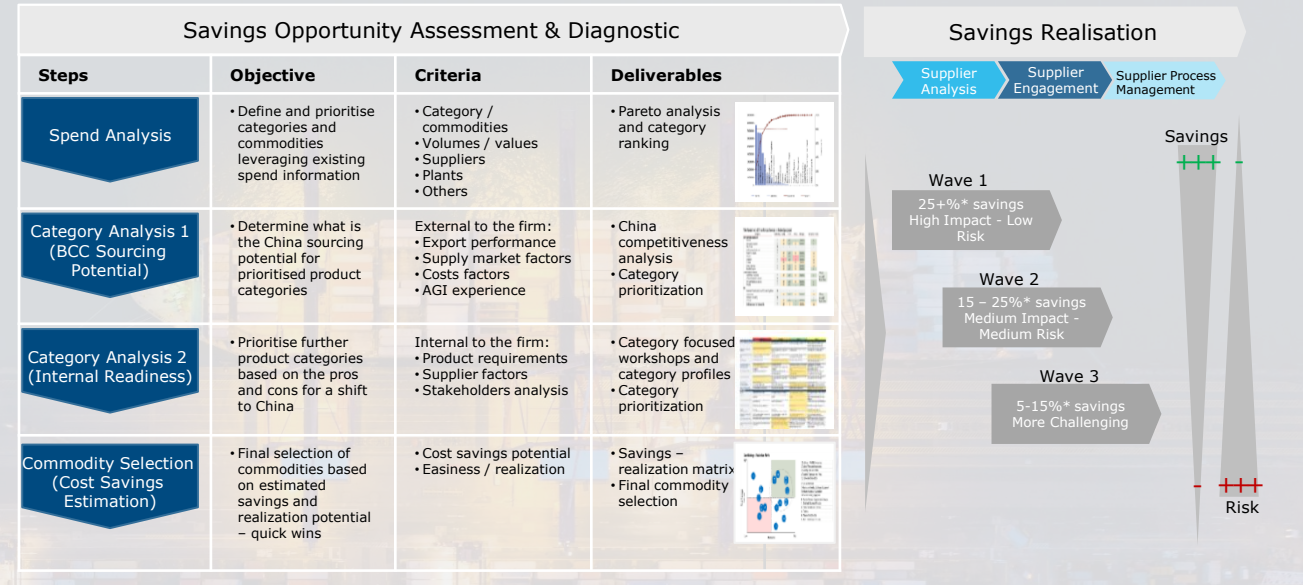 Savings Opportunity Assessment & Diagnostic
Steps
Objective
Criteria
Deliverables
Spend Analysis
• Define and prioritise
categories and
commodities
leveraging existing
spend information
• Category /
commodities
• Volumes / values
• Suppliers
• Plants
• Others
• Pareto analysis
and category
ranking
Category Analysis 1
(BCC Sourcing
Potential)
• Determine what is
the China sourcing
potential for
prioritised product
categories
External to the firm:
• Export performance
• Supply market factors
• Costs factors
• AGI experience
• China
competitiveness
analysis
• Category
prioritization
Category Analysis 2
(Internal Readiness)
• Prioritise further
product categories
based on the pros
and cons for a shift
to China
Internal to the firm:
• Product requirements
• Supplier factors
• Stakeholders analysis
• Category focused
workshops and
category profiles
• Category
prioritization
Commodity Selection
(Cost Savings
Estimation)
• Final selection of
commodities based
on estimated
savings and
realization potential
– quick wins
• Cost savings potential
• Easiness / realization
• Savings –
realization matrix
• Final commodity
selection
Savings Realisation
Supplier
Analysis
Supplier
Engagement
Supplier Process
Management
Savings
Wave 1
25+%* savings
High Impact - Low
Risk
Wave 2
15 – 25%* savings
Medium Impact -
Medium Risk
Wave 3
5-15%* savings
More Challenging
Risk